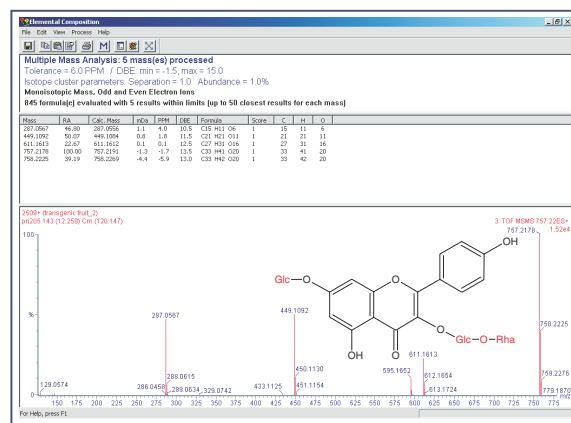 Elemental Composition
File Edit View Process Help
Multiple Mass Analysis: 5 mass(es) processed
Tolerance = 6.0 PPM / DBE: min = -1.5, max = 15.0
Isotope cluster parameters: Separation = 1.0 Abundance = 1.0%
Monoisotopic Mass, Odd and Even Electron Ions
845 formula(e) evaluated with 5 results within limits (up to 50 closest results for each mass)
Mass RA Calc. Mass mDa PPM DBE Formula Score C H O
287.0567 46.80 287.0556 1.1 4.0 10.5 C15 H11 O6 1 15 11 6
449.1092 50.07 449.1084 0.8 1.8 11.5 C21 H21 O11 1 21 21 11
611.1613 22.67 611.1612 0.1 0.1 12.5 C27 H31 O16 1 27 31 16
757.2178 100.00 757.2191 -1.3 -1.7 13.5 C33 H41 O20 1 33 41 20
758.2225 39.19 758.2269 -4.4 -5.9 13.0 C33 H42 O20 1 33 42 20
2509+ (transgenic fruit_2)
pri205 143 (12.259) Cm (120:147)
3: TOF MSMS 757.22ES+
1.52e4
757.2178
100
OH
Glc O O
449.1092
287.0567
%
758.2225
O
Glc O Rha
OH O
611.1613
450.1130
595.1652
288.0615
612.1654
759.2276
129.0574
286.0458
288.0634
329.0742
433.1125
451.1154
613.1724
779.1870
m/z
150 175 200 225 250 275 300 325 350 375 400 425 450 475 500 525 550 575 600 625 650 675 700 725 750 775
For Help, press F1